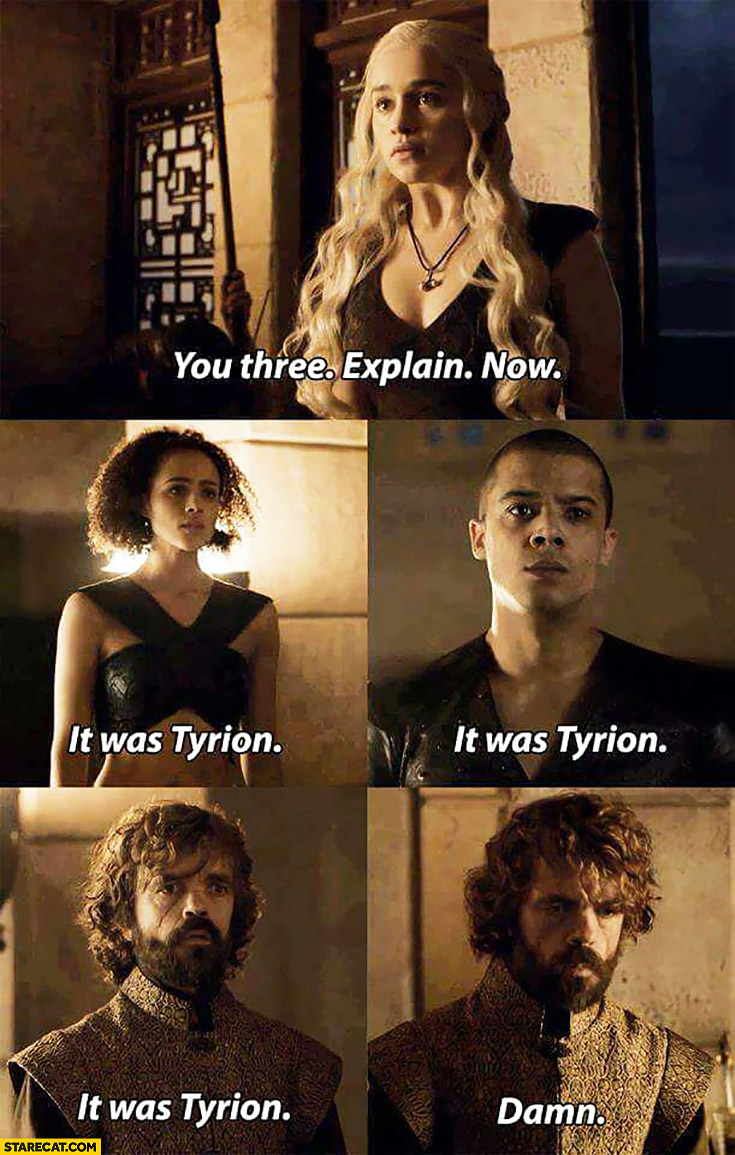 You three. Explain. Now.
It was Tyrion.
It was Tyrion.
It was Tyrion.
Damn.
STARECAT.COM